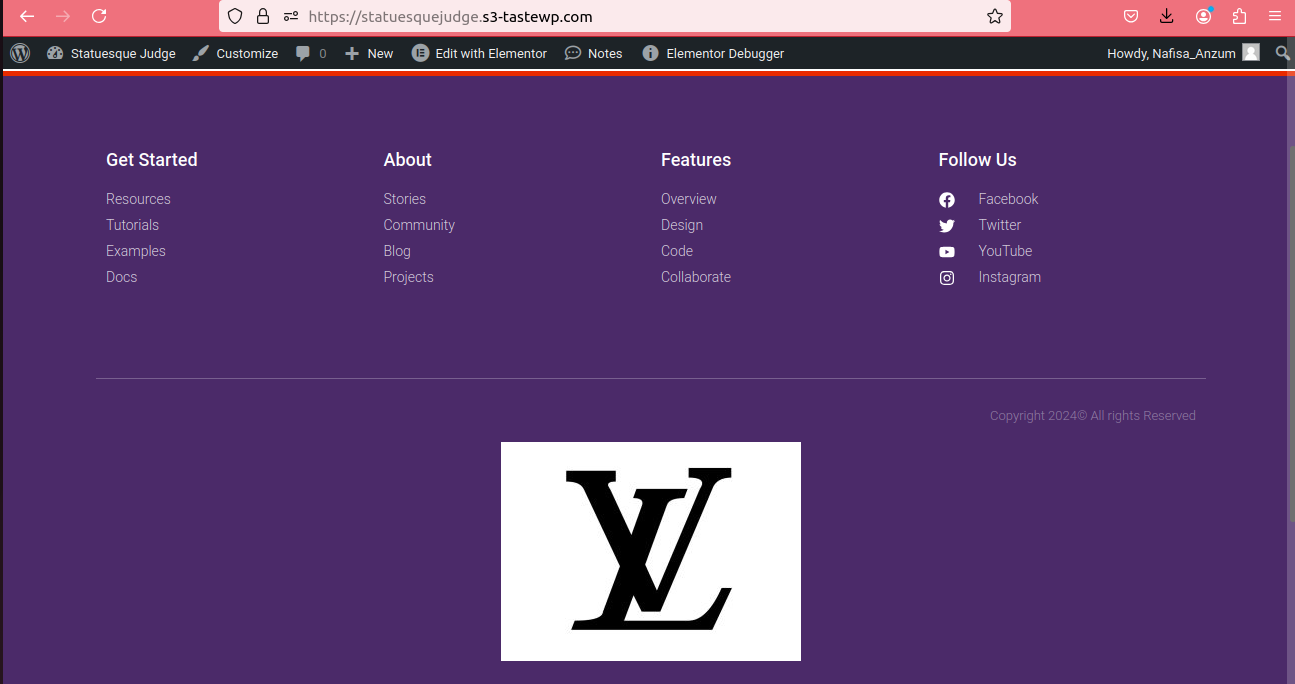 https://statuesquejudge.s3-tastewp.com
Statuesque Judge Customize 0 New Edit with Elementor Notes Elementor Debugger Howdy, Nafisa_Anzum
Get Started
Resources
Tutorials
Examples
Docs
About
Stories
Community
Blog
Projects
Features
Overview
Design
Code
Collaborate
Follow Us
Facebook
Twitter
YouTube
Instagram
Copyright 2024© All rights Reserved
LV